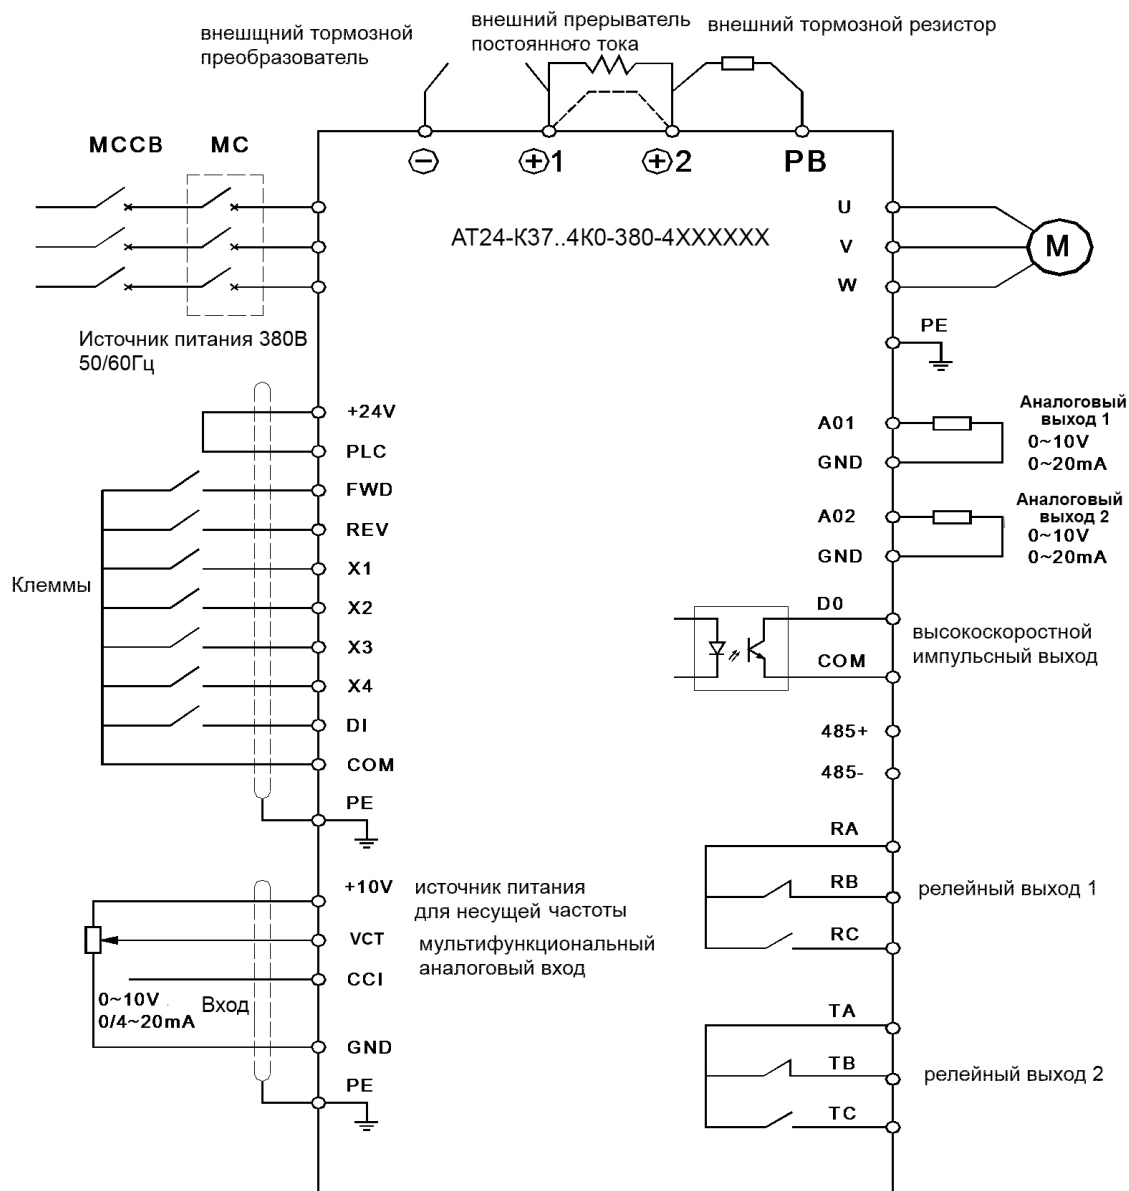 внешщний тормозной
преобразователь
внешний прерыватель
постоянного тока
внешний тормозной резистор
MCCB
MC
−
+1
+2
PB
AT24-К37..4К0-380-4XXXXXX
U
V
W
M
PE
Источник питания 380В
50/60Гц
+24V
PLC
FWD
REV
X1
X2
X3
X4
DI
COM
PE
Клеммы
A01
GND
Аналоговый
выход 1
0~10V
0~20mA
A02
GND
Аналоговый
выход 2
0~10V
0~20mA
D0
COM
высокоскоростной
импульсный выход
485+
485-
RA
RB
RC
релейный выход 1
+10V
источник питания
для несущей частоты
VCT
мультифункциональный
аналоговый вход
CCI
0~10V
0/4~20mA
Вход
GND
PE
TA
TB
TC
релейный выход 2